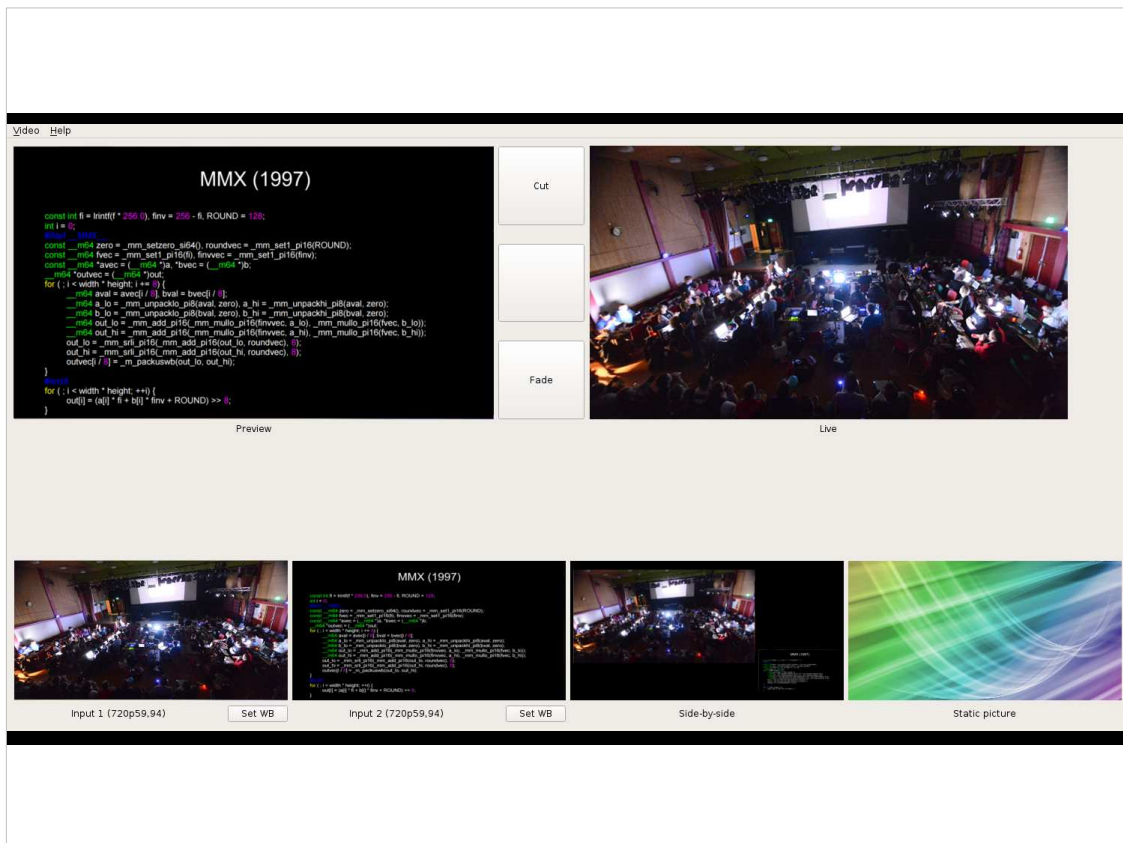 Video Help
MMX (1997)
const int fi = lrintf(f * 256.0), finv = 256 - fi, ROUND = 128;
int i = 0;
#ifdef __MMX__
const __m64 zero = _mm_setzero_si64(), roundvec = _mm_set1_pi16(ROUND);
const __m64 fvec = _mm_set1_pi16(fi), finvvec = _mm_set1_pi16(finv);
const __m64 *avec = (__m64 *)a, *bvec = (__m64 *)b;
__m64 *outvec = (__m64 *)out;
for ( ; i < width * height; i += 8) {
__m64 aval = avec[i / 8], bval = bvec[i / 8];
__m64 a_lo = _mm_unpacklo_pi8(aval, zero), a_hi = _mm_unpackhi_pi8(aval, zero);
__m64 b_lo = _mm_unpacklo_pi8(bval, zero), b_hi = _mm_unpackhi_pi8(bval, zero);
__m64 out_lo = _mm_add_pi16(_mm_mullo_pi16(finvvec, a_lo), _mm_mullo_pi16(fvec, b_lo));
__m64 out_hi = _mm_add_pi16(_mm_mullo_pi16(finvvec, a_hi), _mm_mullo_pi16(fvec, b_hi));
out_lo = _mm_srli_pi16(_mm_add_pi16(out_lo, roundvec), 8);
out_hi = _mm_srli_pi16(_mm_add_pi16(out_hi, roundvec), 8);
outvec[i / 8] = _m_packuswb(out_lo, out_hi);
}
#endif
for ( ; i < width * height; ++i) {
out[i] = (a[i] * fi + b[i] * finv + ROUND) >> 8;
}
Preview
Cut
Fade
Live
MMX (1997)
Input 1 (720p59,94)
Set WB
Input 2 (720p59,94)
Set WB
Side-by-side
Static picture